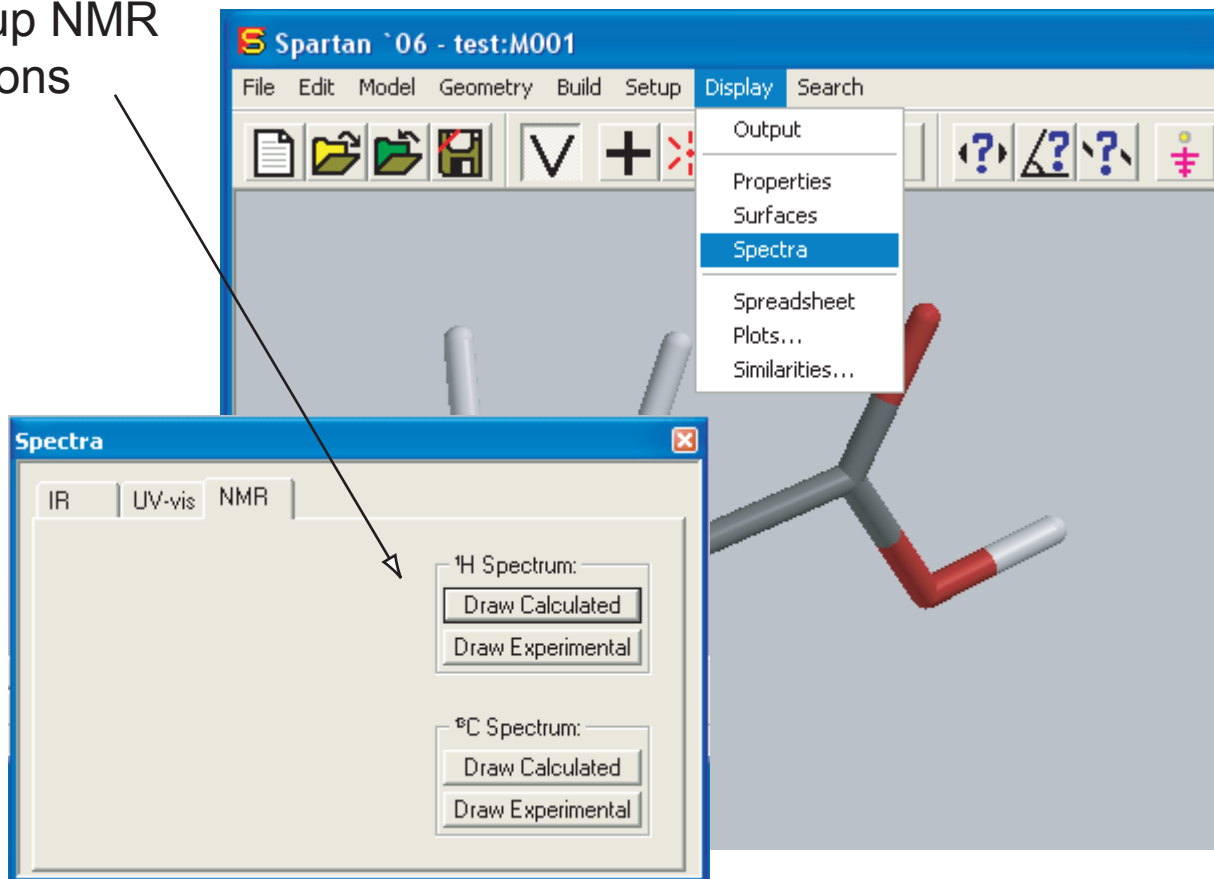 up NMR
ons
Spartan `06 - test:M001
File Edit Model Geometry Build Setup Display Search
Output
Properties
Surfaces
Spectra
Spreadsheet
Plots...
Similarities...
Spectra
IR UV-vis NMR
¹H Spectrum:
Draw Calculated
Draw Experimental
¹³C Spectrum:
Draw Calculated
Draw Experimental